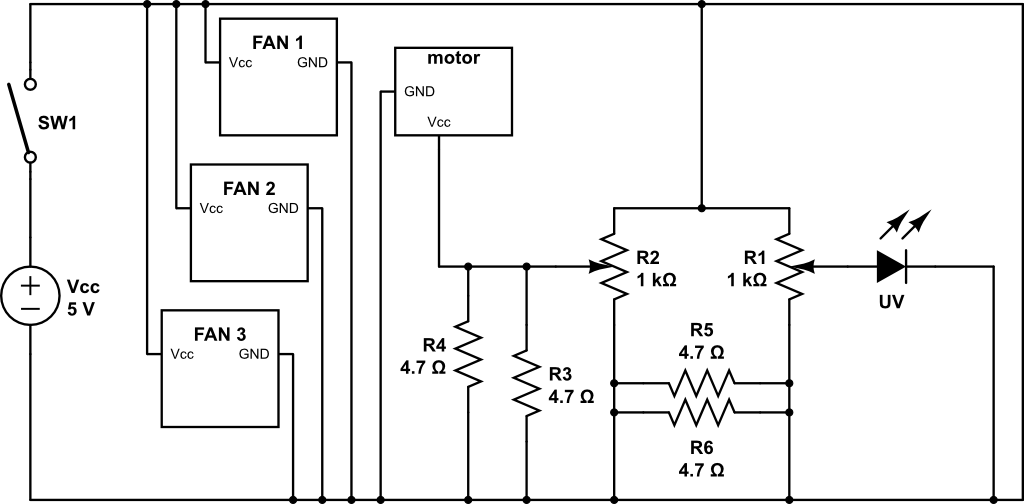 FAN 1
Vcc GND
motor
GND
Vcc
SW1
FAN 2
Vcc GND
R2
1 kΩ
R1
1 kΩ
UV
Vcc
5 V
FAN 3
Vcc GND
R4
4.7 Ω
R3
4.7 Ω
R5
4.7 Ω
R6
4.7 Ω